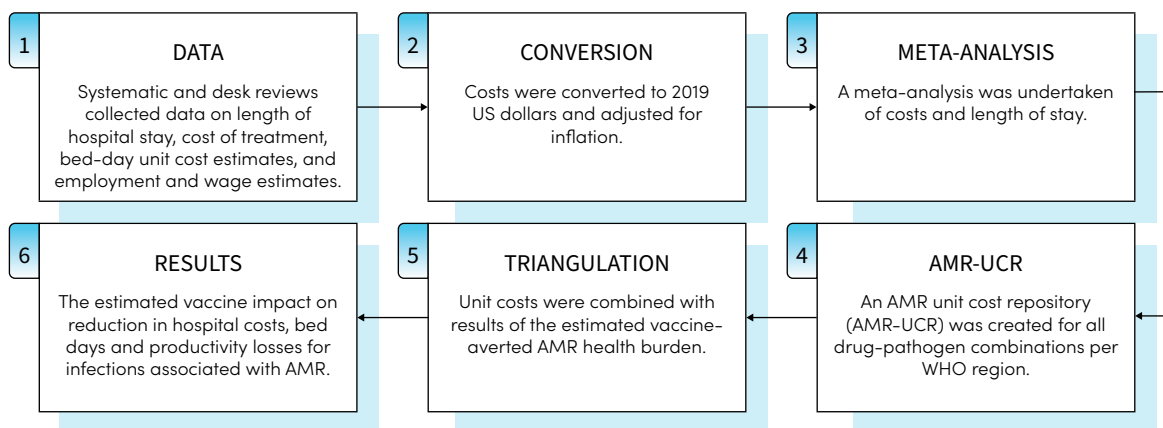 1
DATA
Systematic and desk reviews
collected data on length of
hospital stay, cost of treatment,
bed-day unit cost estimates, and
employment and wage estimates.
2
CONVERSION
Costs were converted to 2019
US dollars and adjusted for
inflation.
3
META-ANALYSIS
A meta-analysis was undertaken
of costs and length of stay.
4
AMR-UCR
An AMR unit cost repository
(AMR-UCR) was created for all
drug-pathogen combinations per
WHO region.
5
TRIANGULATION
Unit costs were combined with
results of the estimated vaccine-
averted AMR health burden.
6
RESULTS
The estimated vaccine impact on
reduction in hospital costs, bed
days and productivity losses for
infections associated with AMR.